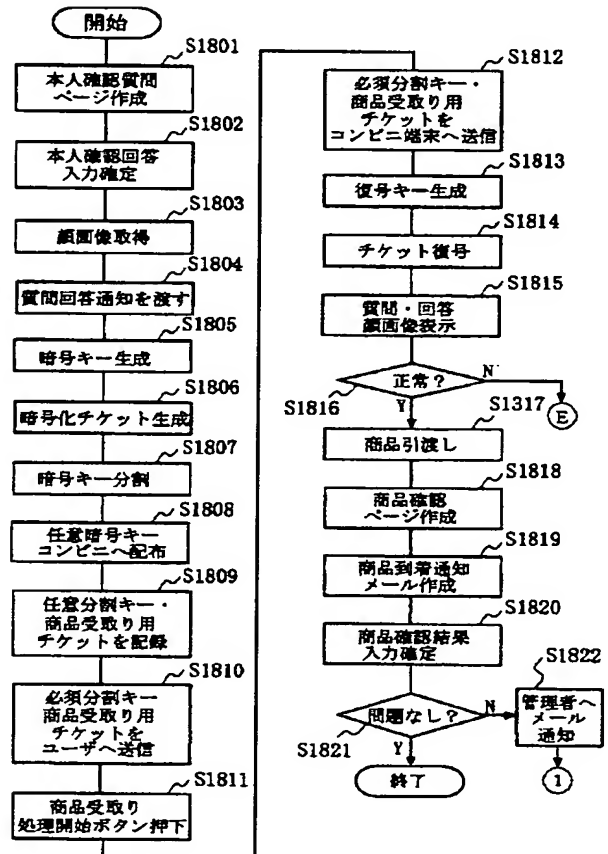 開始
S1801
本人確認質問
ページ作成
S1802
本人確認回答
入力確定
S1803
顔画像取得
S1804
質問回答通知を渡す
S1805
暗号キー生成
S1806
暗号化チケット生成
S1807
暗号キー分割
S1808
任意暗号キー
コンビニへ配布
S1809
任意分割キー・
商品受取り用
チケットを記録
S1810
必須分割キー
商品受取り用
チケットを
ユーザへ送信
S1811
商品受取り
処理開始ボタン押下
S1812
必須分割キー・
商品受取り用
チケットを
コンビニ端末へ送信
S1813
復号キー生成
S1814
チケット復号
S1815
質問・回答
顔画像表示
正常?
N
S1816
Y
E
S1317
商品引渡し
S1818
商品確認
ページ作成
S1819
商品到着通知
メール作成
S1820
商品確認結果
入力確定
S1822
問題なし?
N
管理者へ
メール
通知
S1821
Y
終了
1